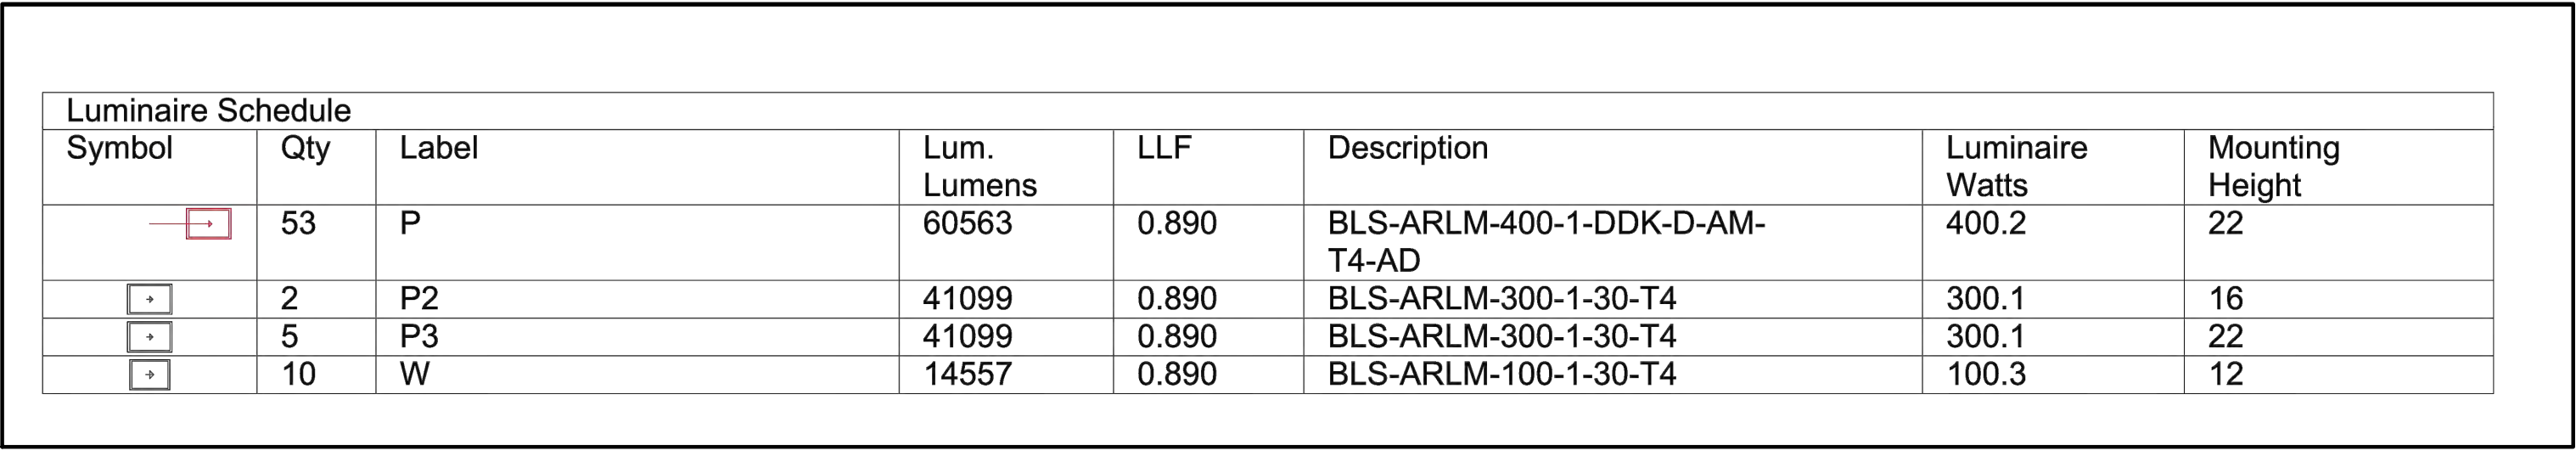 Luminaire Schedule
Symbol Qty Label Lum. Lumens LLF Description Luminaire Watts Mounting Height
53 P 60563 0.890 BLS-ARLM-400-1-DDK-D-AM-T4-AD 400.2 22
2 P2 41099 0.890 BLS-ARLM-300-1-30-T4 300.1 16
5 P3 41099 0.890 BLS-ARLM-300-1-30-T4 300.1 22
10 W 14557 0.890 BLS-ARLM-100-1-30-T4 100.3 12